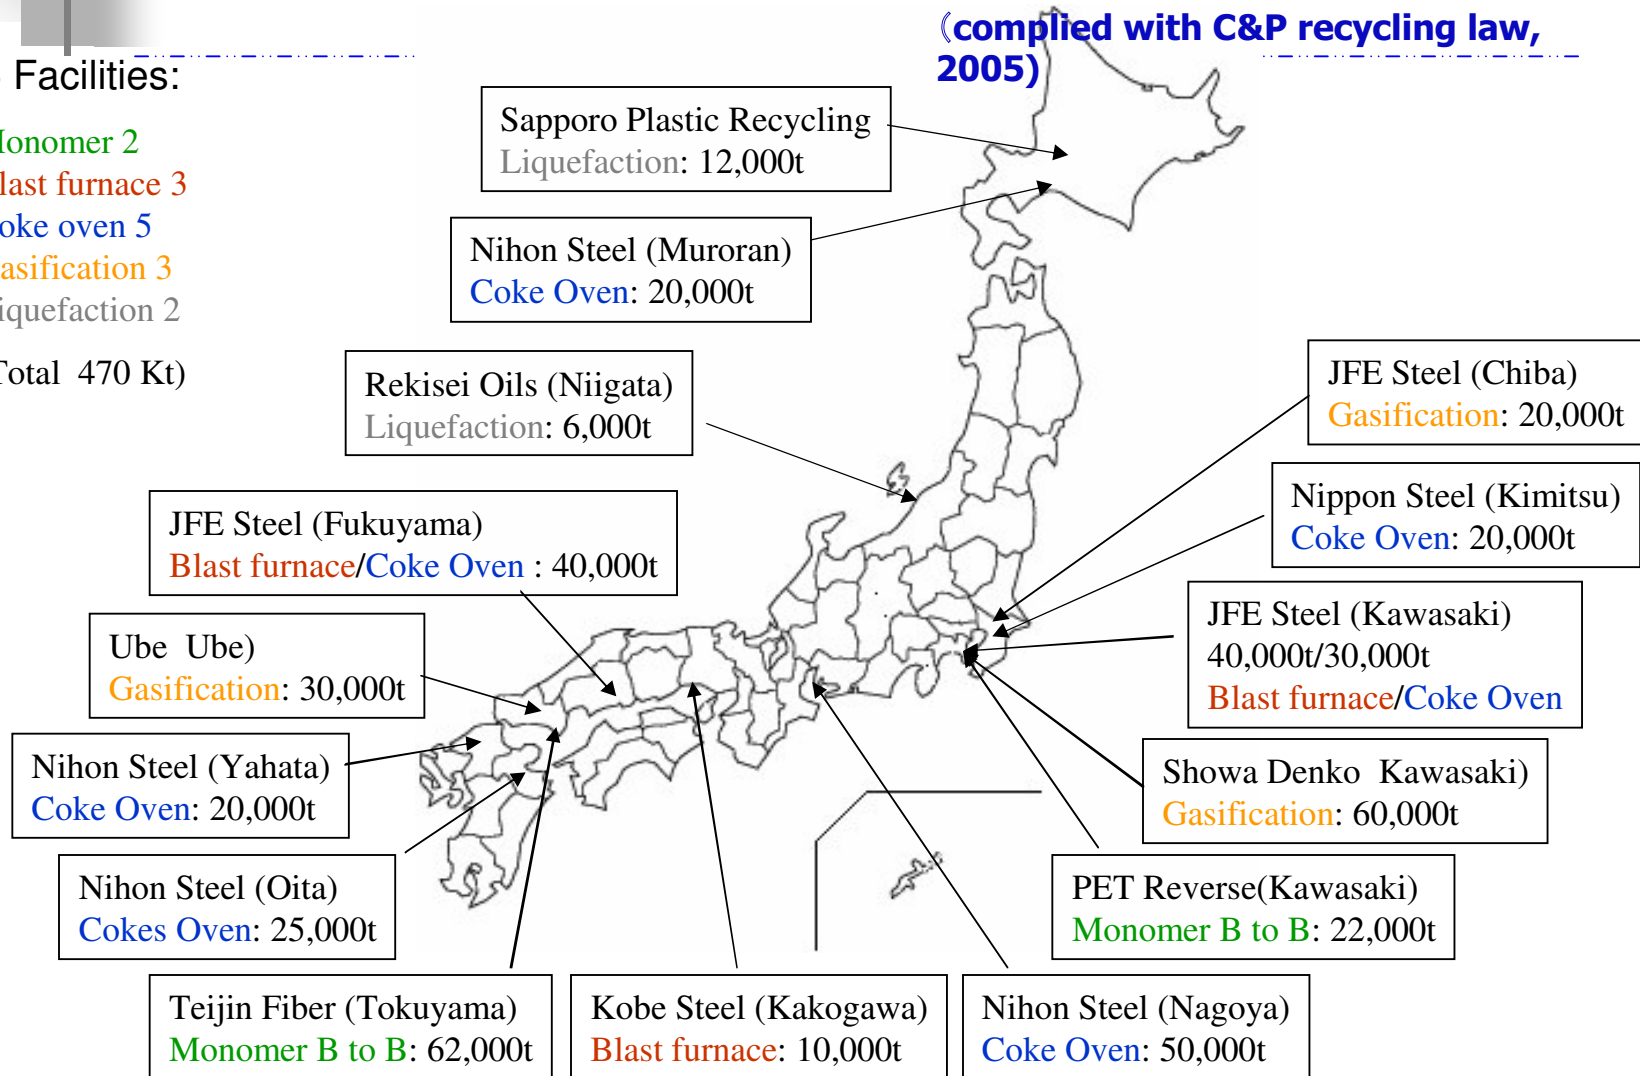 （complied with C&P recycling law,
2005)
Facilities:
onomer 2
last furnace 3
oke oven 5
asification 3
iquefaction 2
Total 470 Kt)
Sapporo Plastic Recycling
Liquefaction: 12,000t
Nihon Steel (Muroran)
Coke Oven: 20,000t
Rekisei Oils (Niigata)
Liquefaction: 6,000t
JFE Steel (Chiba)
Gasification: 20,000t
Nippon Steel (Kimitsu)
Coke Oven: 20,000t
JFE Steel (Fukuyama)
Blast furnace/Coke Oven : 40,000t
JFE Steel (Kawasaki)
40,000t/30,000t
Blast furnace/Coke Oven
Ube Ube)
Gasification: 30,000t
Nihon Steel (Yahata)
Coke Oven: 20,000t
Showa Denko Kawasaki)
Gasification: 60,000t
Nihon Steel (Oita)
Cokes Oven: 25,000t
PET Reverse(Kawasaki)
Monomer B to B: 22,000t
Teijin Fiber (Tokuyama)
Monomer B to B: 62,000t
Kobe Steel (Kakogawa)
Blast furnace: 10,000t
Nihon Steel (Nagoya)
Coke Oven: 50,000t